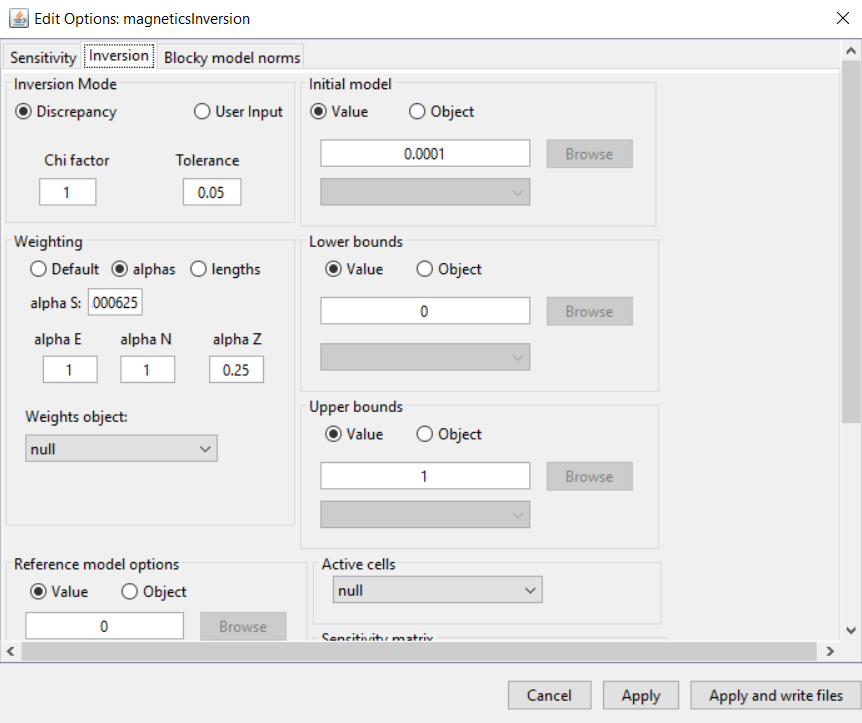 Edit Options: magneticsInversion
Sensitivity Inversion Blocky model norms
Inversion Mode
Discrepancy User Input
Chi factor Tolerance
1 0.05
Initial model
Value Object
0.0001 Browse
Weighting
Default alphas lengths
alpha S: 000625
alpha E alpha N alpha Z
1 1 0.25
Weights object:
null
Lower bounds
Value Object
0 Browse
Upper bounds
Value Object
1 Browse
Reference model options
Value Object
0 Browse
Active cells
null
Sensitivity matrix
Cancel Apply Apply and write files